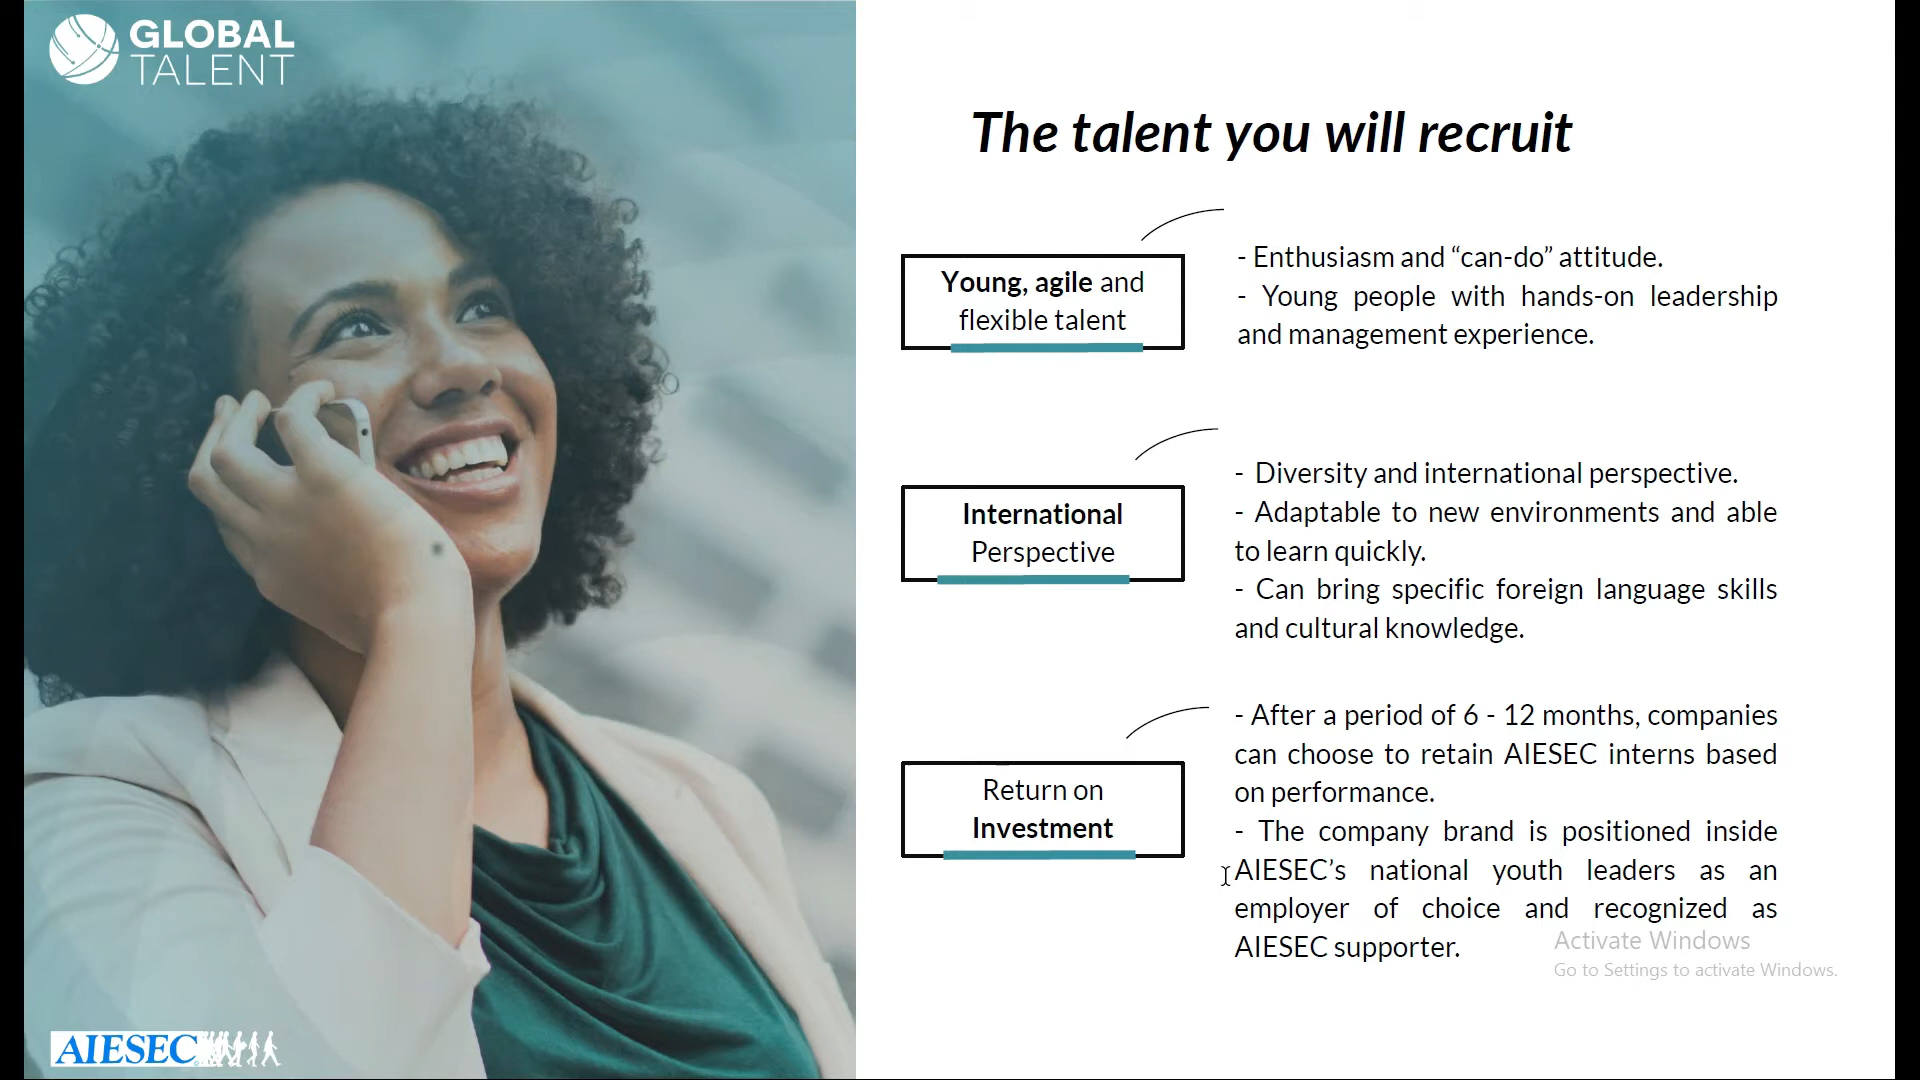 GLOBAL
TALENT
The talent you will recruit
Young, agile and
flexible talent
- Enthusiasm and “can-do” attitude.
- Young people with hands-on leadership
and management experience.
International
Perspective
- Diversity and international perspective.
- Adaptable to new environments and able
to learn quickly.
- Can bring specific foreign language skills
and cultural knowledge.
Return on
Investment
- After a period of 6 - 12 months, companies
can choose to retain AIESEC interns based
on performance.
- The company brand is positioned inside
AIESEC’s national youth leaders as an
employer of choice and recognized as
AIESEC supporter.
Activate Windows
Go to Settings to activate Windows.
AIESEC